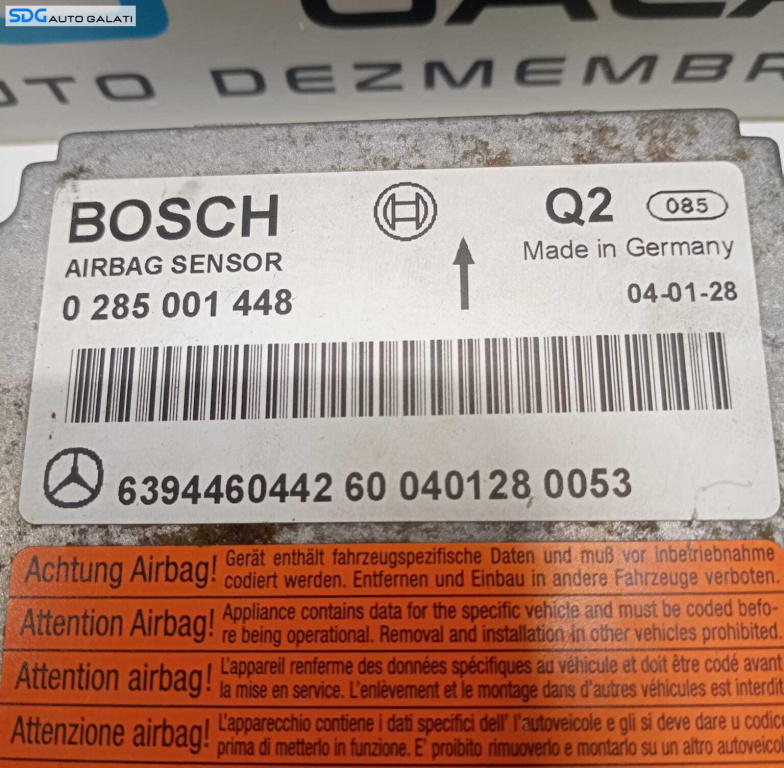 SDG AUTO GALATI
DEZMEMBR
BOSCH
Q2 085
AIRBAG SENSOR
Made in Germany
0 285 001 448
04-01-28
6394460442 60 040128 0053
Achtung Airbag! Gerät enthält fahrzeugspezifische Daten und muß vor Inbetriebnahme
codiert werden. Entfernen und Einbau in andere Fahrzeuge verboten.
Attention Airbag! Appliance contains data for the specific vehicle and must be coded befo-
re being operational. Removal and installation in other vehicles prohibited.
Attention airbag! L'appareil renferme des données spécifiques au véhicule et doit être codé avant
la mise en service. L'enlèvement et le montage dans d'autres véhicules est interdit
Attenzione airbag! L'apparecchio contiene i dati specifici dell' l'autoveicole e gli si deve dare u codic
prima di metterlo in funzione. E' proibito rimuoverlo e montarlo su un altro autoveicol